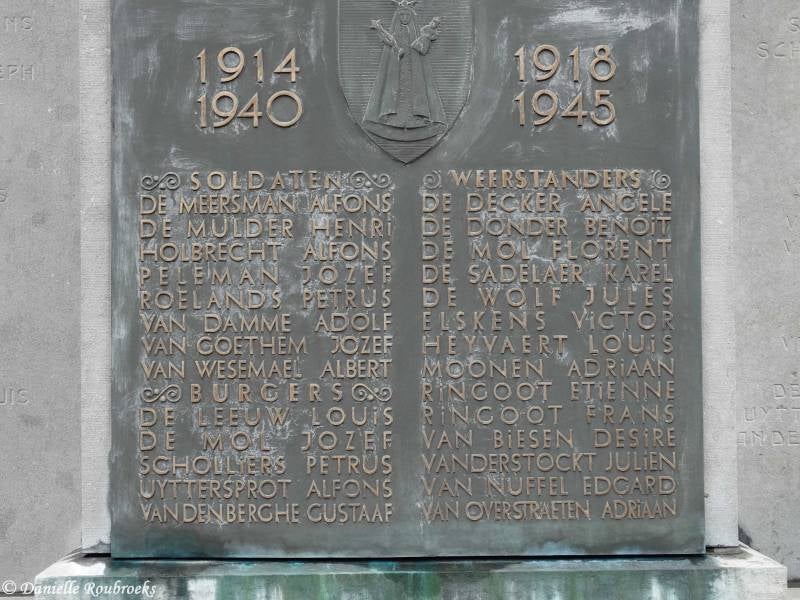 1914 1918
1940 1945
SOLDATEN
DE MEERSMAN ALFONS
DE MULDER HENRI
HOLBRECHT ALFONS
PELEMAN JOZEF
ROELANDS PETRUS
VAN DAMME ADOLF
VAN GOETHEM JOZEF
VAN WESEMAEL ALBERT
BURGERS
DE LEEUW LOUIS
DE MOL JOZEF
SCHOLLIERS PETRUS
UYTTERSPROT ALFONS
VANDENBERGHE GUSTAAF
WEERSTANDERS
DE DECKER ANGELE
DE DONDER BENOIT
DE MOL FLORENT
DE SADELAER KAREL
DE WOLF JULES
ELSKENS VICTOR
HEYVAERT LOUIS
MOONEN ADRIAAN
RINGOOT ETIENNE
RINGOOT FRANS
VAN BIESEN DESIRE
VANDERSTOCKT JULIEN
VAN NUFFEL EDGARD
VAN OVERSTRAETEN ADRIAAN
© Danielle Roubroeks